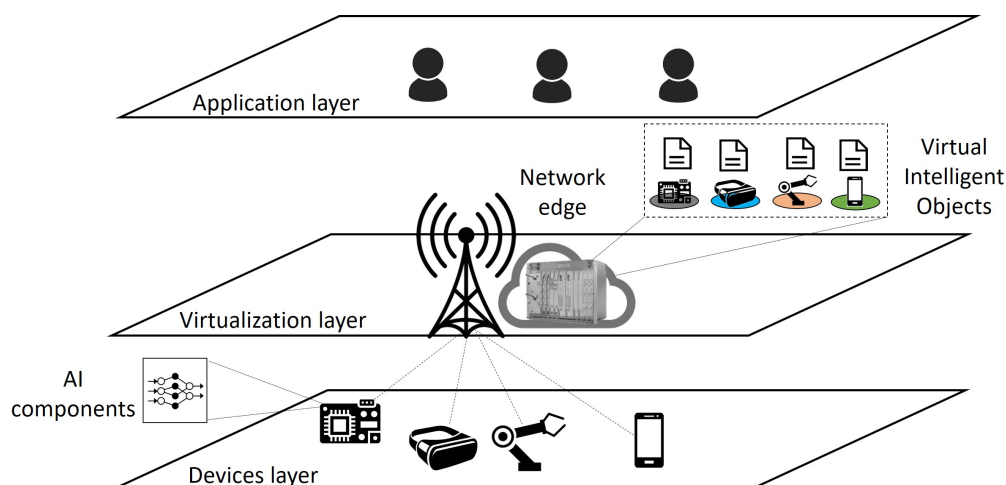 Application layer
Network
edge
Virtual
Intelligent
Objects
Virtualization layer
AI
components
Devices layer